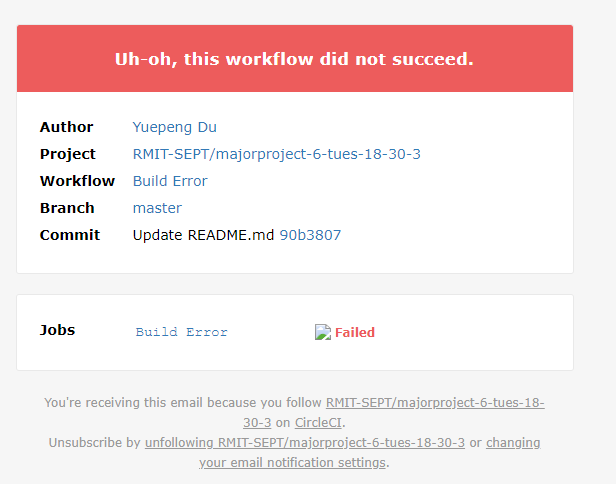 Uh-oh, this workflow did not succeed.
Author Yuepeng Du
Project RMIT-SEPT/majorproject-6-tues-18-30-3
Workflow Build Error
Branch master
Commit Update README.md 90b3807
Jobs Build Error Failed
You're receiving this email because you follow RMIT-SEPT/majorproject-6-tues-18-
30-3 on CircleCI.
Unsubscribe by unfollowing RMIT-SEPT/majorproject-6-tues-18-30-3 or changing
your email notification settings.